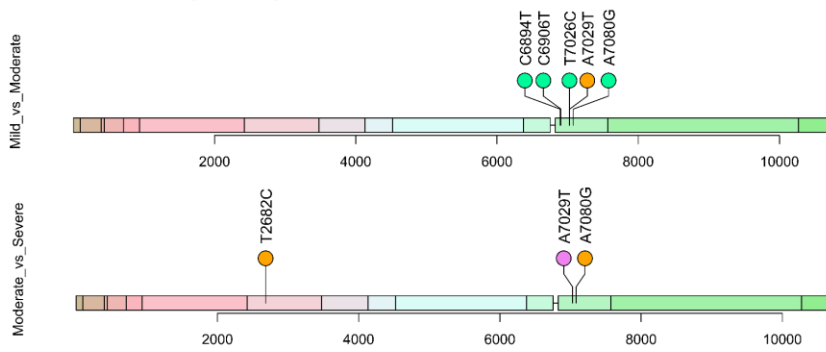 Mild_vs_Moderate
C6894T
C6906T
T7026C
A7029T
A7080G
2000 4000 6000 8000 10000
Moderate_vs_Severe
T2682C
A7029T
A7080G
2000 4000 6000 8000 10000